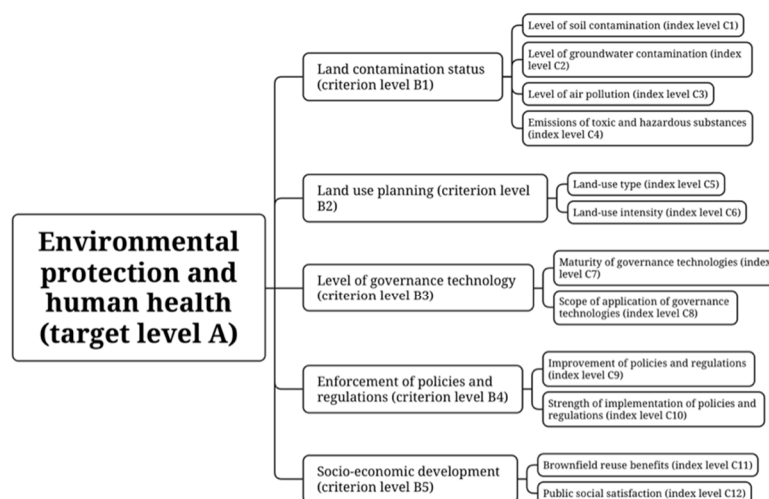 Environmental
protection and
human health
(target level A)
Land contamination status
(criterion level B1)
Level of soil contamination (index level C1)
Level of groundwater contamination (index
level C2)
Level of air pollution (index level C3)
Emissions of toxic and hazardous substances
(index level C4)
Land use planning (criterion level
B2)
Land-use type (index level C5)
Land-use intensity (index level C6)
Level of governance technology
(criterion level B3)
Maturity of governance technologies (index
level C7)
Scope of application of governance
technologies (index level C8)
Enforcement of policies and
regulations (criterion level B4)
Improvement of policies and regulations
(index level C9)
Strength of implementation of policies and
regulations (index level C10)
Socio-economic development
(criterion level B5)
Brownfield reuse benefits (index level C11)
Public social satisfaction (index level C12)